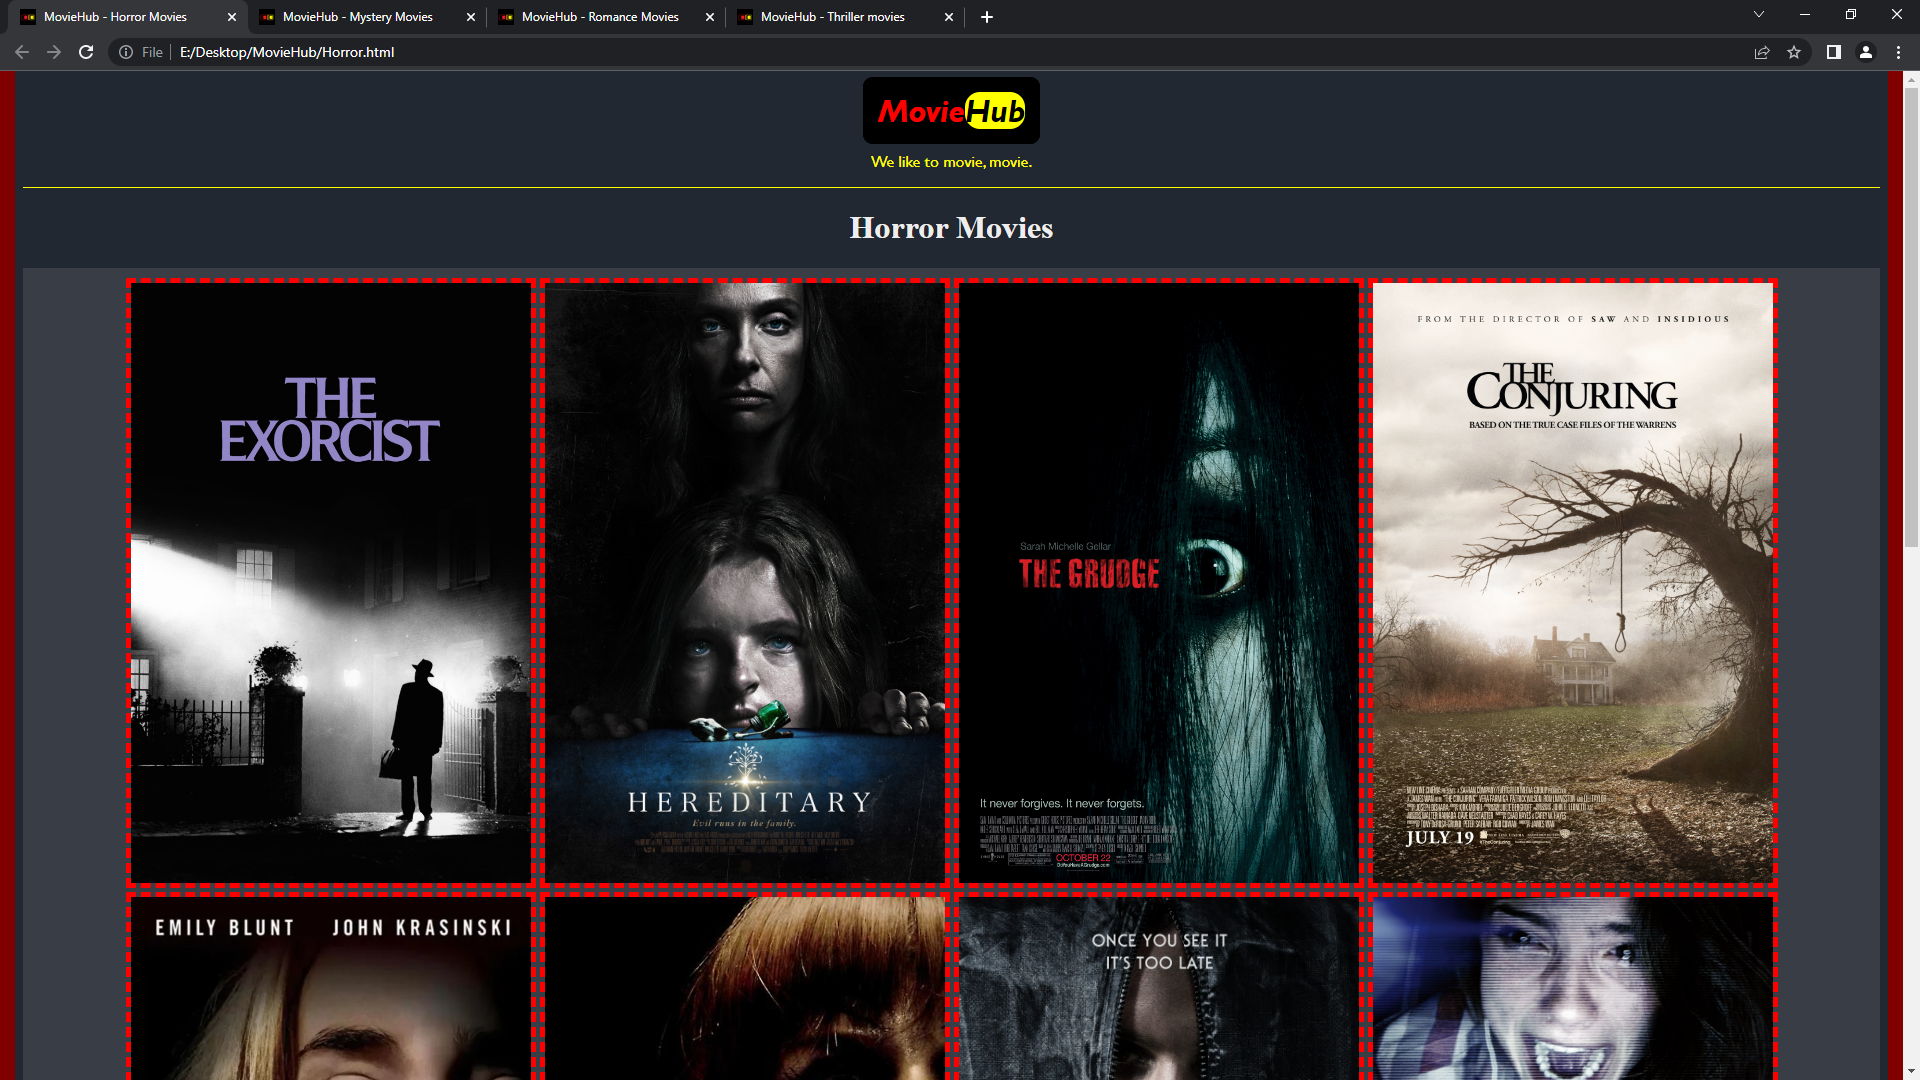 MovieHub - Horror Movies
MovieHub - Mystery Movies
MovieHub - Romance Movies
MovieHub - Thriller movies
File
E:/Desktop/MovieHub/Horror.html
MovieHub
We like to movie, movie.
Horror Movies
THE
EXORCIST
HEREDITARY
Evil runs in the family.
Sarah Michelle Gellar
THE GRUDGE
It never forgives. It never forgets.
OCTOBER 22
FROM THE DIRECTOR OF SAW AND INSIDIOUS
THE
CONJURING
BASED ON THE TRUE CASE FILES OF THE WARRENS
JULY 19
EMILY BLUNT JOHN KRASINSKI
ONCE YOU SEE IT
IT'S TOO LATE